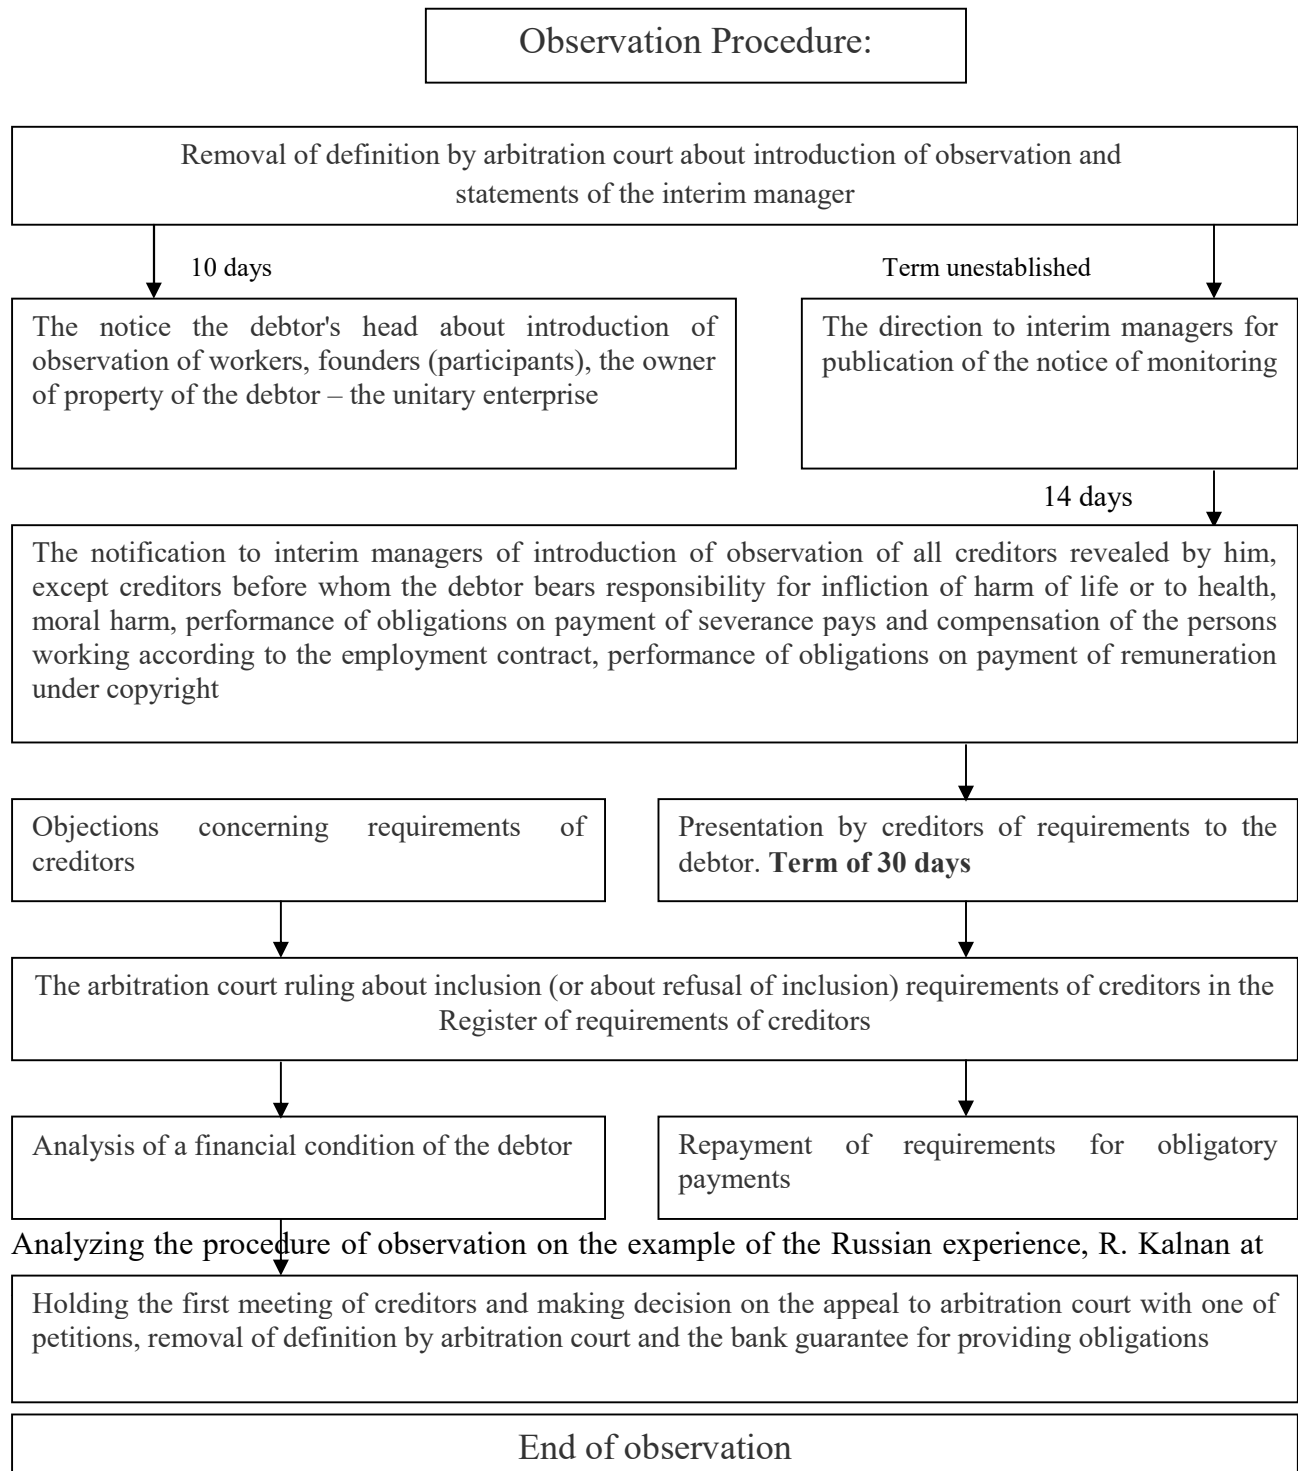 Observation Procedure:
Removal of definition by arbitration court about introduction of observation and
statements of the interim manager
10 days
Term unestablished
The notice the debtor's head about introduction of
observation of workers, founders (participants), the owner
of property of the debtor – the unitary enterprise
The direction to interim managers for
publication of the notice of monitoring
14 days
The notification to interim managers of introduction of observation of all creditors revealed by him,
except creditors before whom the debtor bears responsibility for infliction of harm of life or to health,
moral harm, performance of obligations on payment of severance pays and compensation of the persons
working according to the employment contract, performance of obligations on payment of remuneration
under copyright
Objections concerning requirements of
creditors
Presentation by creditors of requirements to the
debtor. Term of 30 days
The arbitration court ruling about inclusion (or about refusal of inclusion) requirements of creditors in the
Register of requirements of creditors
Analysis of a financial condition of the debtor
Repayment of requirements for obligatory
payments
Analyzing the procedure of observation on the example of the Russian experience, R. Kalnan at
Holding the first meeting of creditors and making decision on the appeal to arbitration court with one of
petitions, removal of definition by arbitration court and the bank guarantee for providing obligations
End of observation